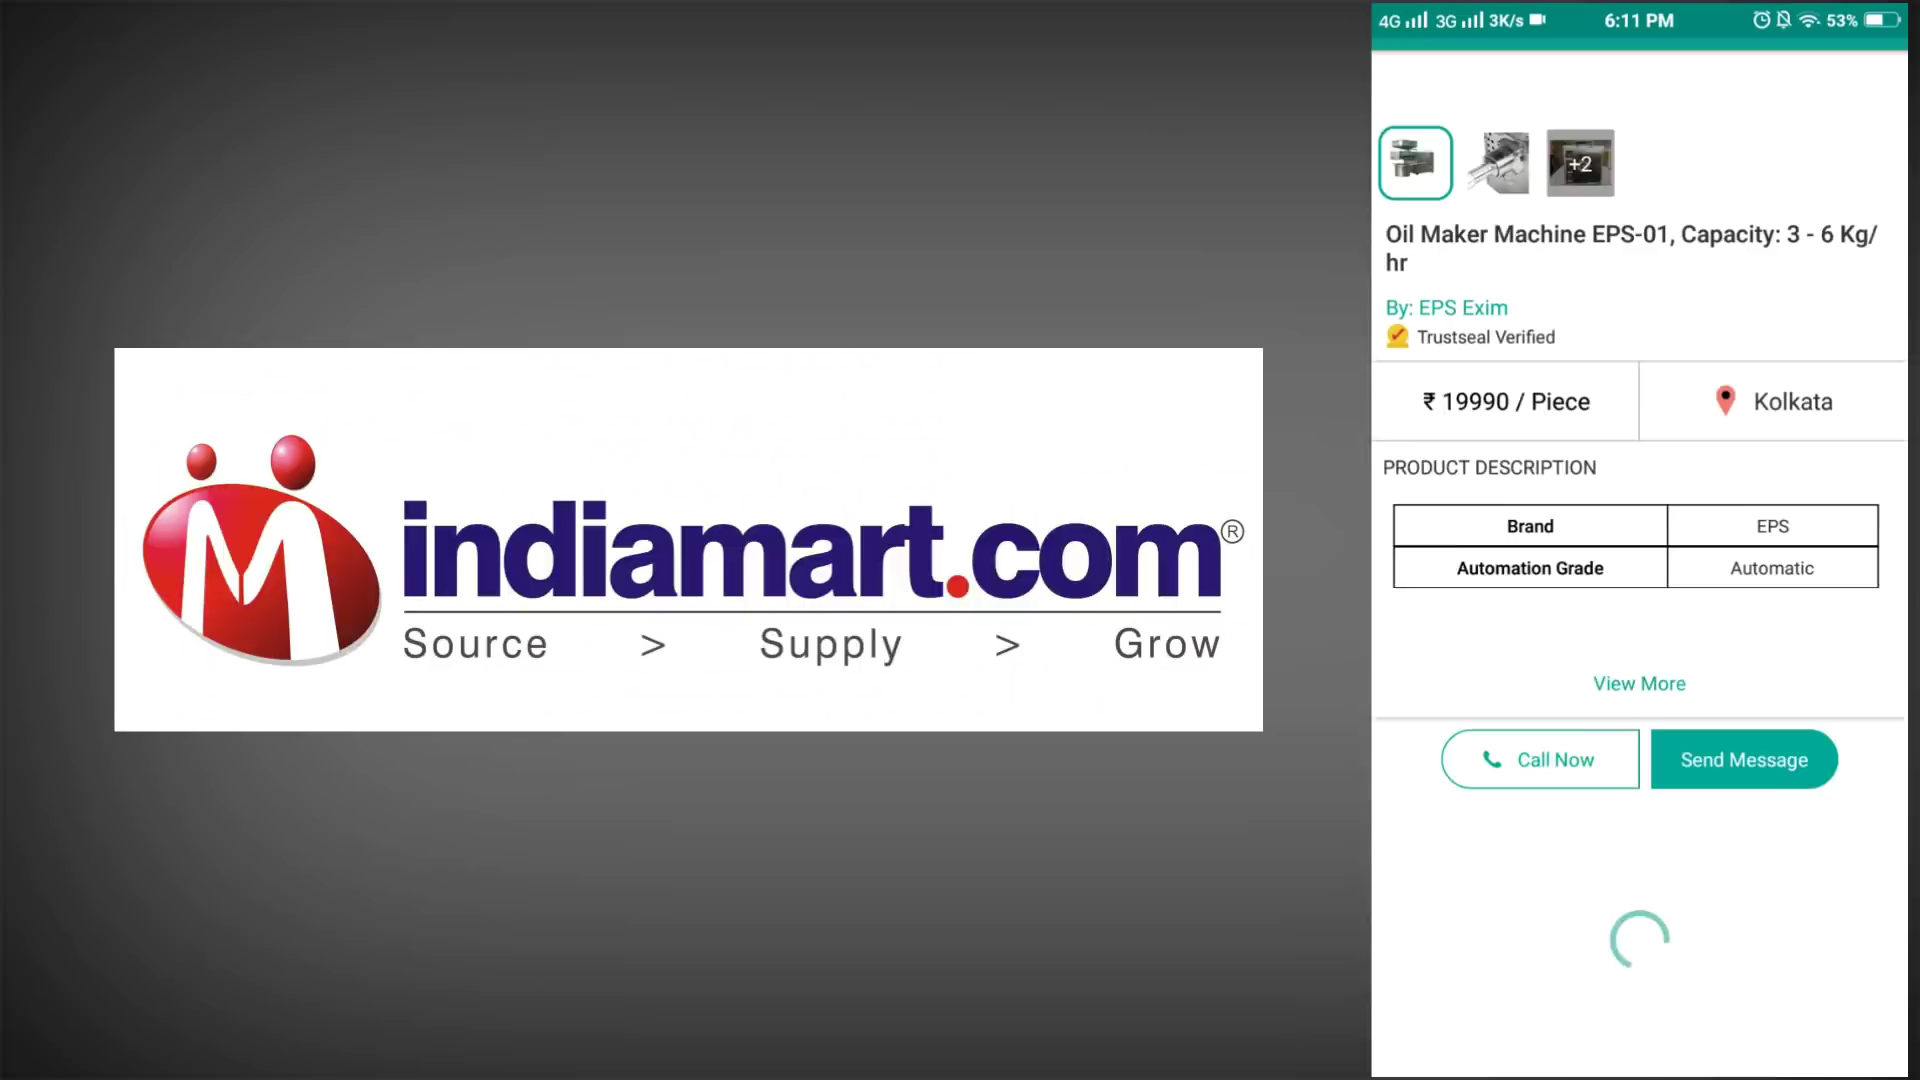 indiamart.com®
Source > Supply > Grow
4G 3G 3K/s 6:11 PM 53%
+2
Oil Maker Machine EPS-01, Capacity: 3 - 6 Kg/
hr
By: EPS Exim
Trustseal Verified
₹ 19990 / Piece
Kolkata
PRODUCT DESCRIPTION
Brand EPS
Automation Grade Automatic
View More
Call Now
Send Message